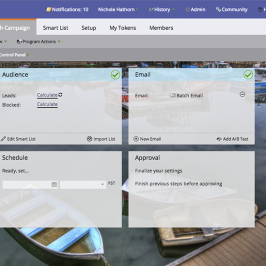 Notifications: 10 Nichole Hathorn History Admin Community
h Campaign Smart List Setup My Tokens Members
Program Actions
Control Panel
Audience
Leads: Calculate
Blocked: Calculate
Edit Smart List Import List
Email
Email: Batch Email
New Email Add A/B Test
Schedule
Ready, set...
PST
Approval
Finalize your settings
Finish previous steps before approving